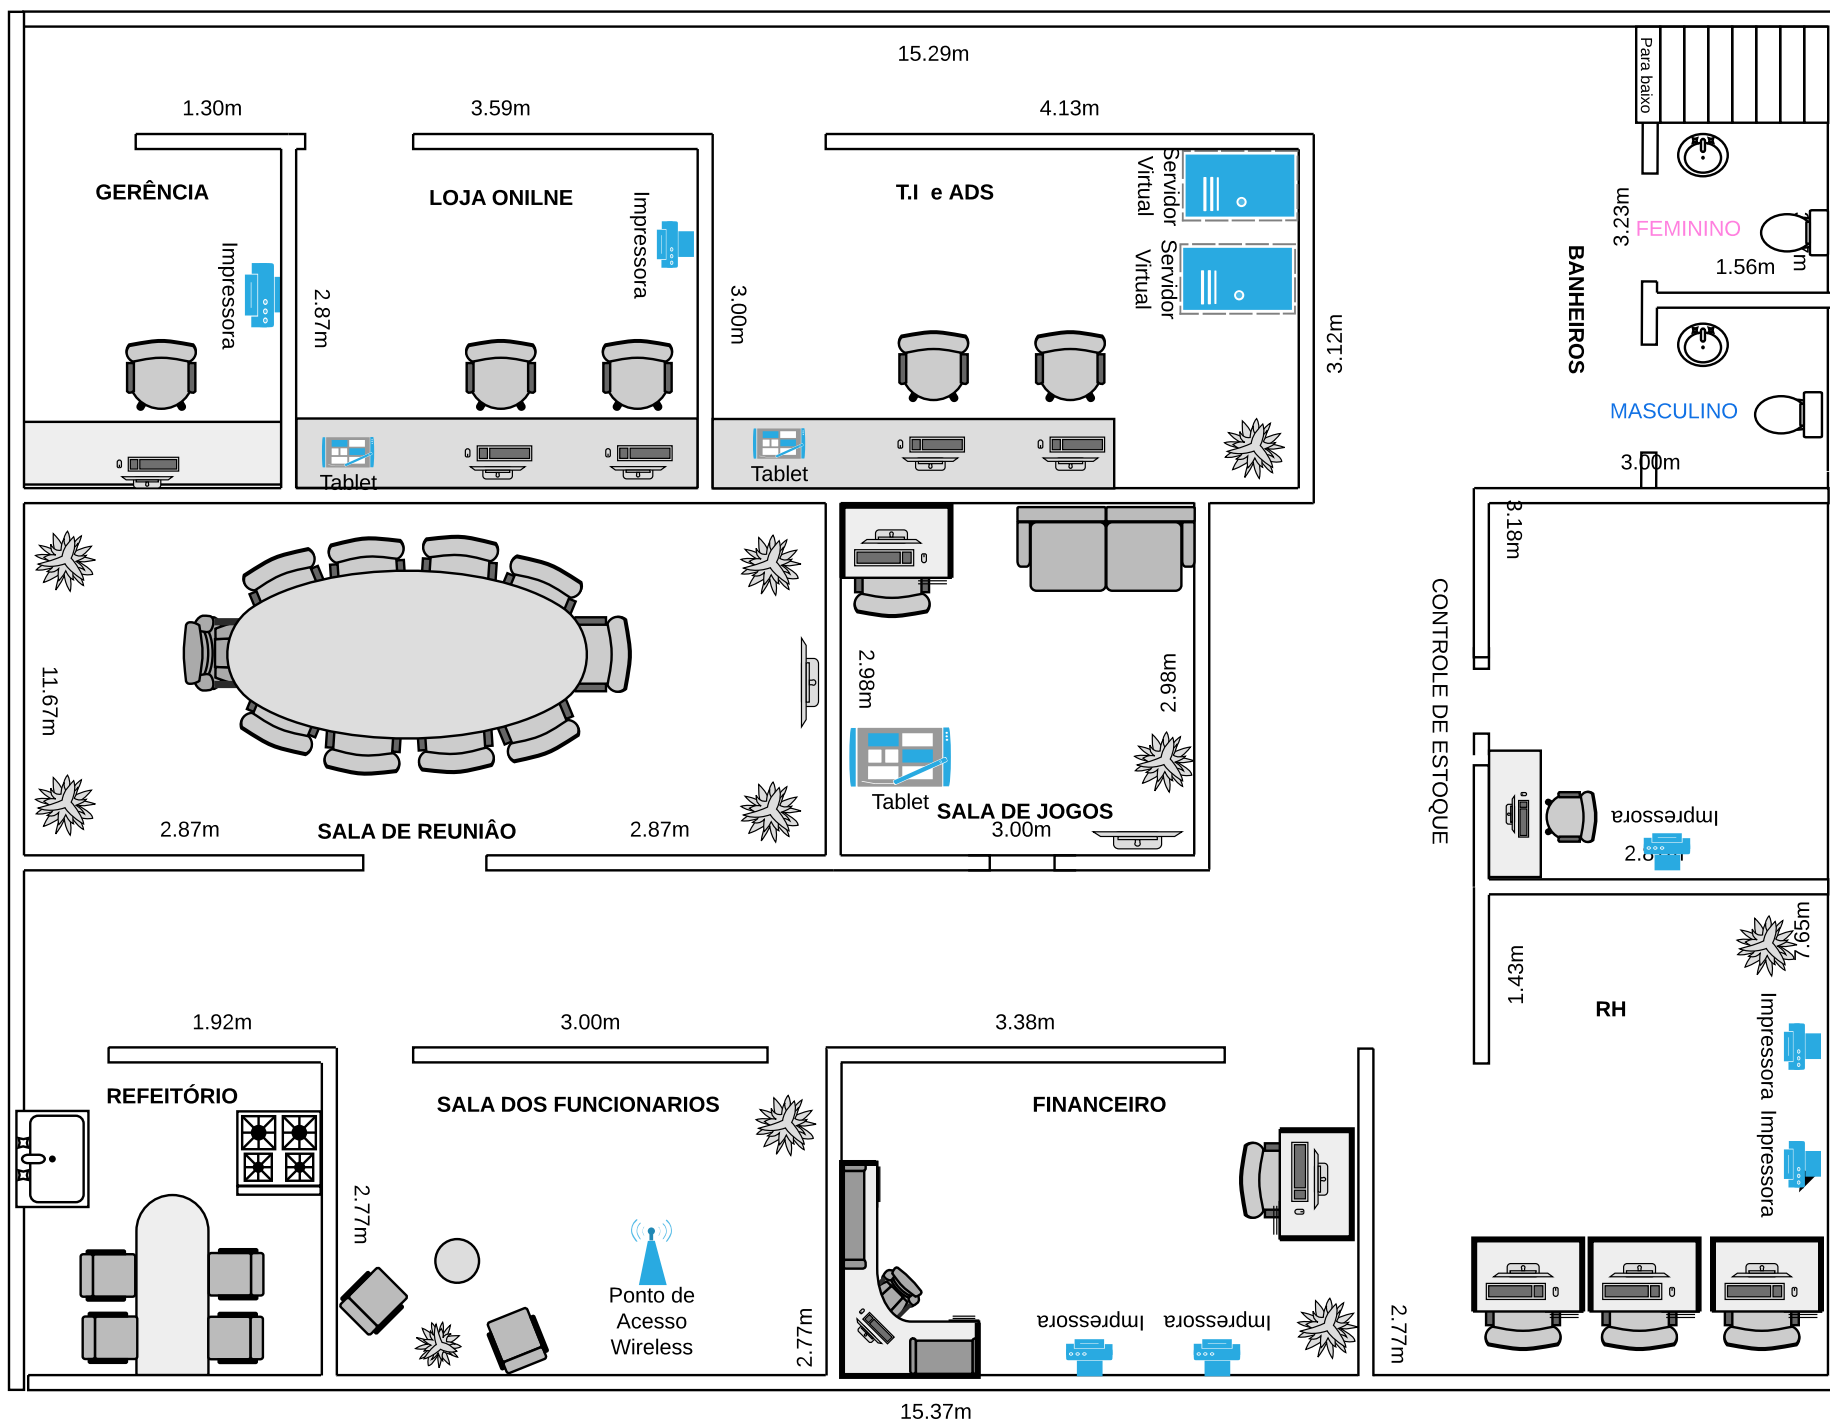 15.29m
Para baixo
1.30m
3.59m
4.13m
GERÊNCIA
LOJA ONILNE
T.I e ADS
Servidor
Virtual
Servidor
Virtual
Impressora
Impressora
2.87m
3.00m
3.12m
3.23m
FEMININO
1.56m
m
BANHEIROS
MASCULINO
3.00m
Tablet
Tablet
3.18m
CONTROLE DE ESTOQUE
11.67m
2.98m
2.98m
Tablet
SALA DE JOGOS
3.00m
2.87m
SALA DE REUNIÂO
2.87m
Impressora
7.65m
1.43m
RH
Impressora
Impressora
1.92m
3.00m
3.38m
REFEITÓRIO
SALA DOS FUNCIONARIOS
FINANCEIRO
2.77m
Ponto de
Acesso
Wireless
2.77m
Impressora
Impressora
2.77m
15.37m